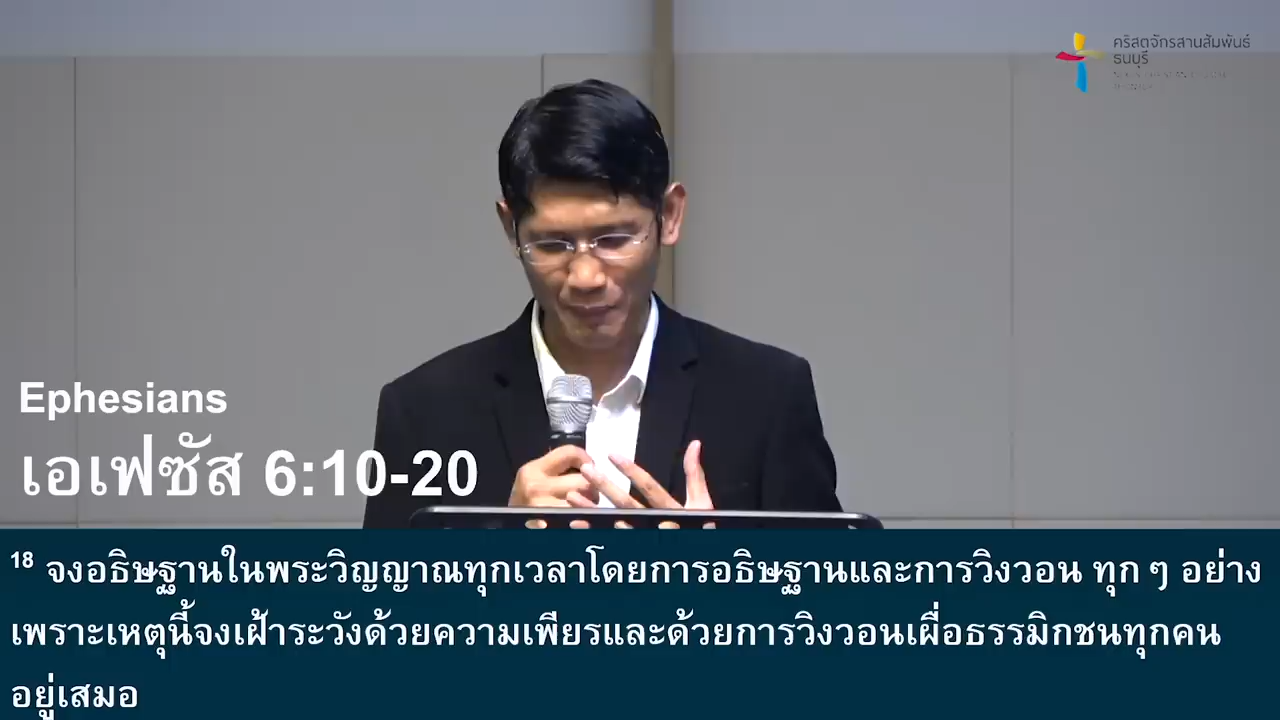 คริสตจักรสานสัมพันธ์
ธนบุรี
Ephesians
เอเฟซัส 6:10-20
18 จงอธิษฐานในพระวิญญาณทุกเวลาโดยการอธิษฐานและการวิงวอน ทุก ๆ อย่าง
เพราะเหตุนี้จงเฝ้าระวังด้วยความเพียรและด้วยการวิงวอนเผื่อธรรมิกชนทุกคน
อยู่เสมอ